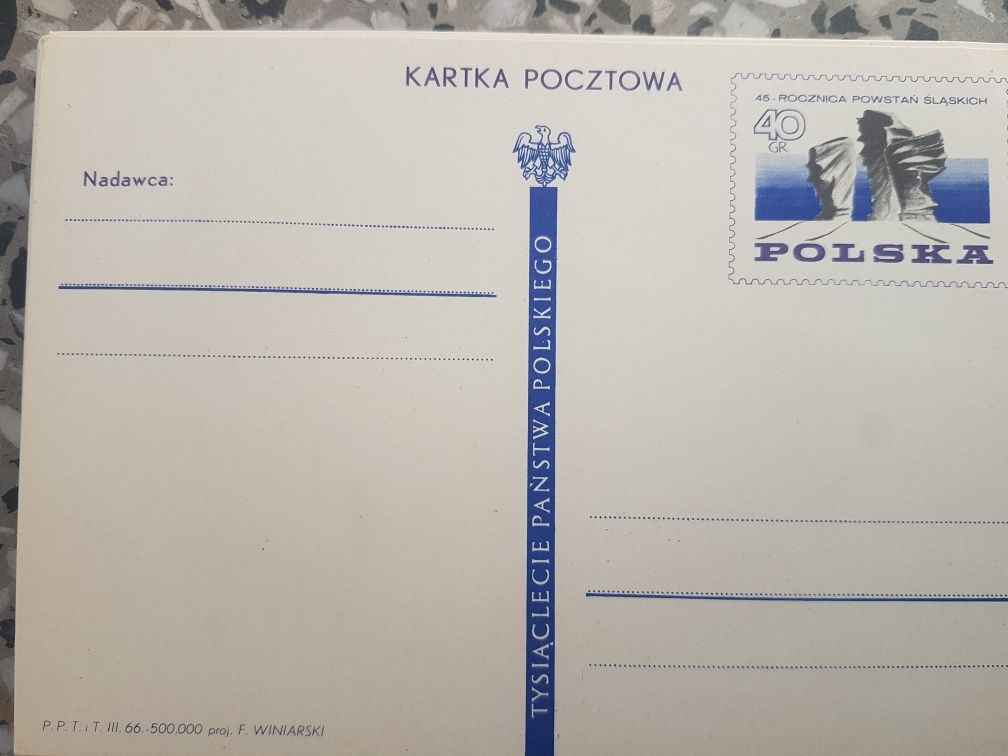 KARTKA POCZTOWA
45-ROCZNICA POWSTAŃ ŚLĄSKICH
40
GR
POLSKA
Nadawca:
TYSIĄCLECIE PAŃSTWA POLSKIEGO
P.P.T. i T. III. 66.-500.000 proj. F. WINIARSKI